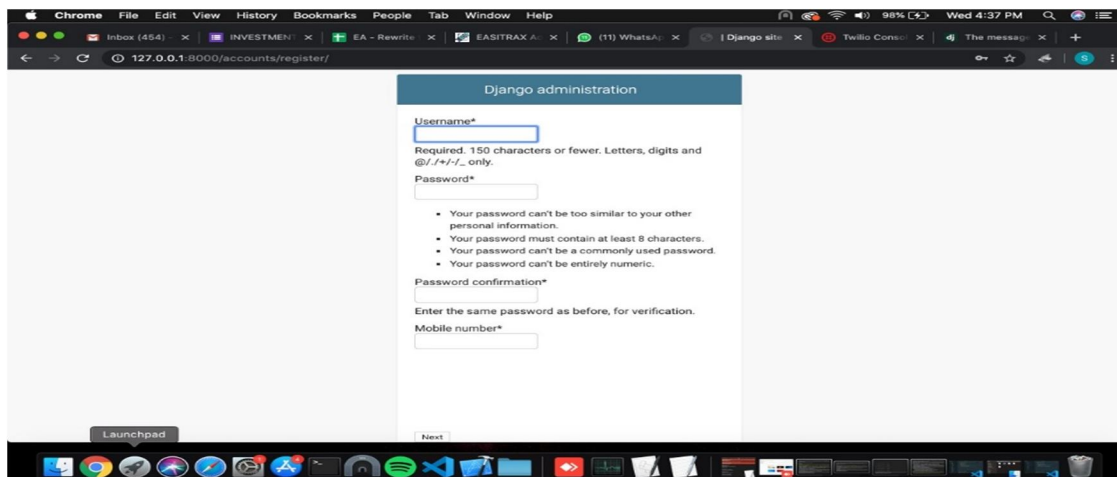 Chrome File Edit View History Bookmarks People Tab Window Help 98% Wed 4:37 PM
Inbox (454) - INVESTMENT EA - Rewrite EASITRAX Ac (11) WhatsAp | Django site Twilio Consol dj The message
127.0.0.1:8000/accounts/register/ S
Django administration
Username*
Required. 150 characters or fewer. Letters, digits and
@/./+/-/_ only.
Password*
• Your password can't be too similar to your other
personal information.
• Your password must contain at least 8 characters.
• Your password can't be a commonly used password.
• Your password can't be entirely numeric.
Password confirmation*
Enter the same password as before, for verification.
Mobile number*
Next
Launchpad